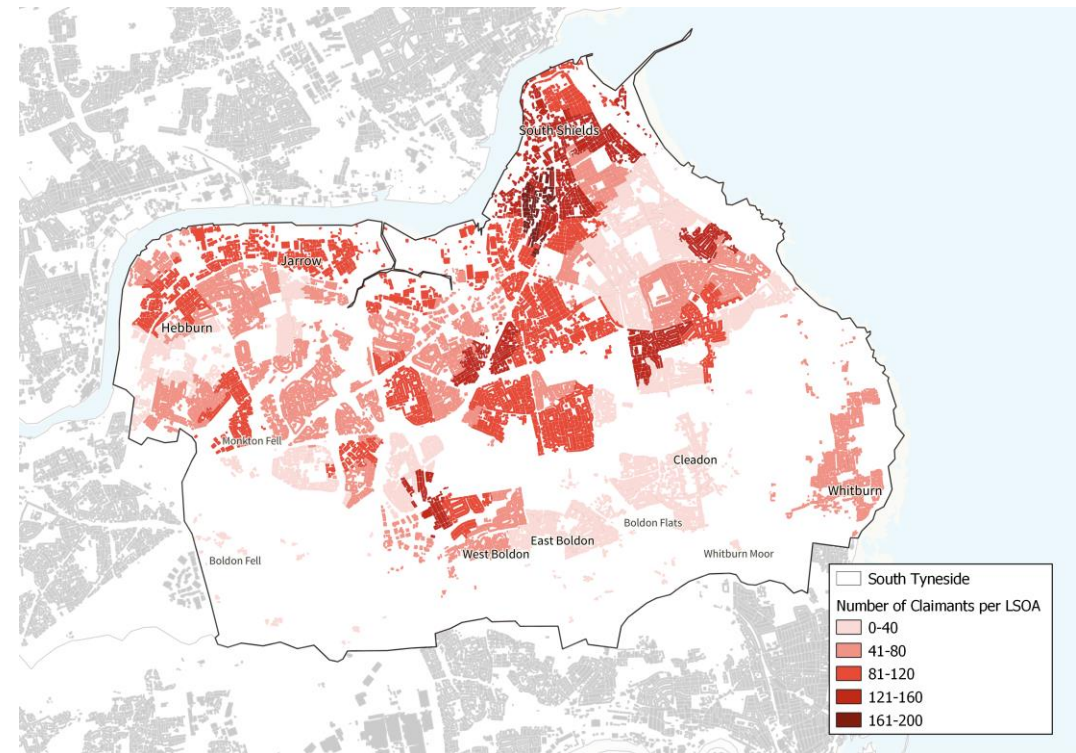 South Shields
Jarrow
Hebburn
Monkton Fell
Cleadon
Whitburn
Boldon Flats
East Boldon
West Boldon
Whitburn Moor
Boldon Fell
South Tyneside
Number of Claimants per LSOA
0-40
41-80
81-120
121-160
161-200